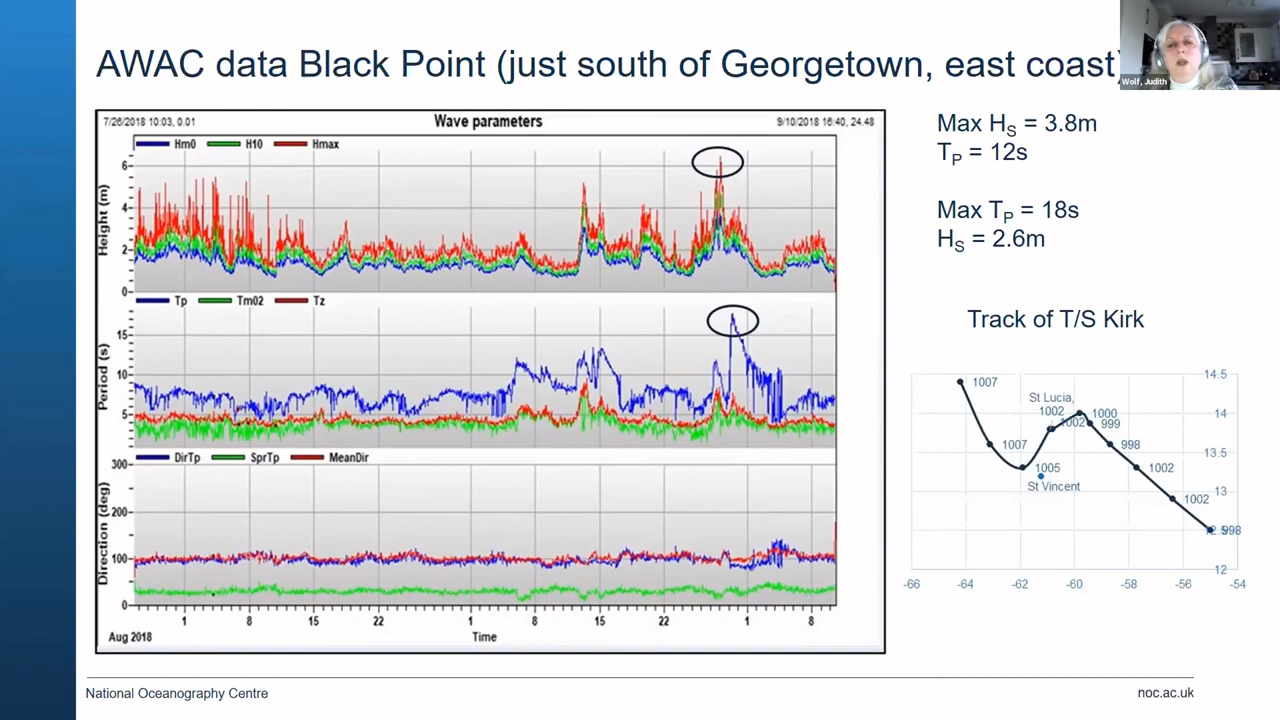 AWAC data Black Point (just south of Georgetown, east coast)
Wolf, Judith
7/26/2018 10:03, 0.01
Wave parameters
9/10/2018 16:40, 24.48
Hm0 H10 Hmax
Height (m)
6
4
2
0
Tp Tm02 Tz
Period (s)
15
10
5
DirTp SprTp MeanDir
Direction (deg)
300
200
100
0
1 8 15 22 1 8 15 22 1 8
Aug 2018
Time
Max HS = 3.8m
TP = 12s
Max TP = 18s
HS = 2.6m
Track of T/S Kirk
14.5
1007
St Lucia,
1002
1000
14
1002
999
1007
998
13.5
1005
1002
St Vincent
13
1002
12.5
998
12
-66 -64 -62 -60 -58 -56 -54
National Oceanography Centre
noc.ac.uk